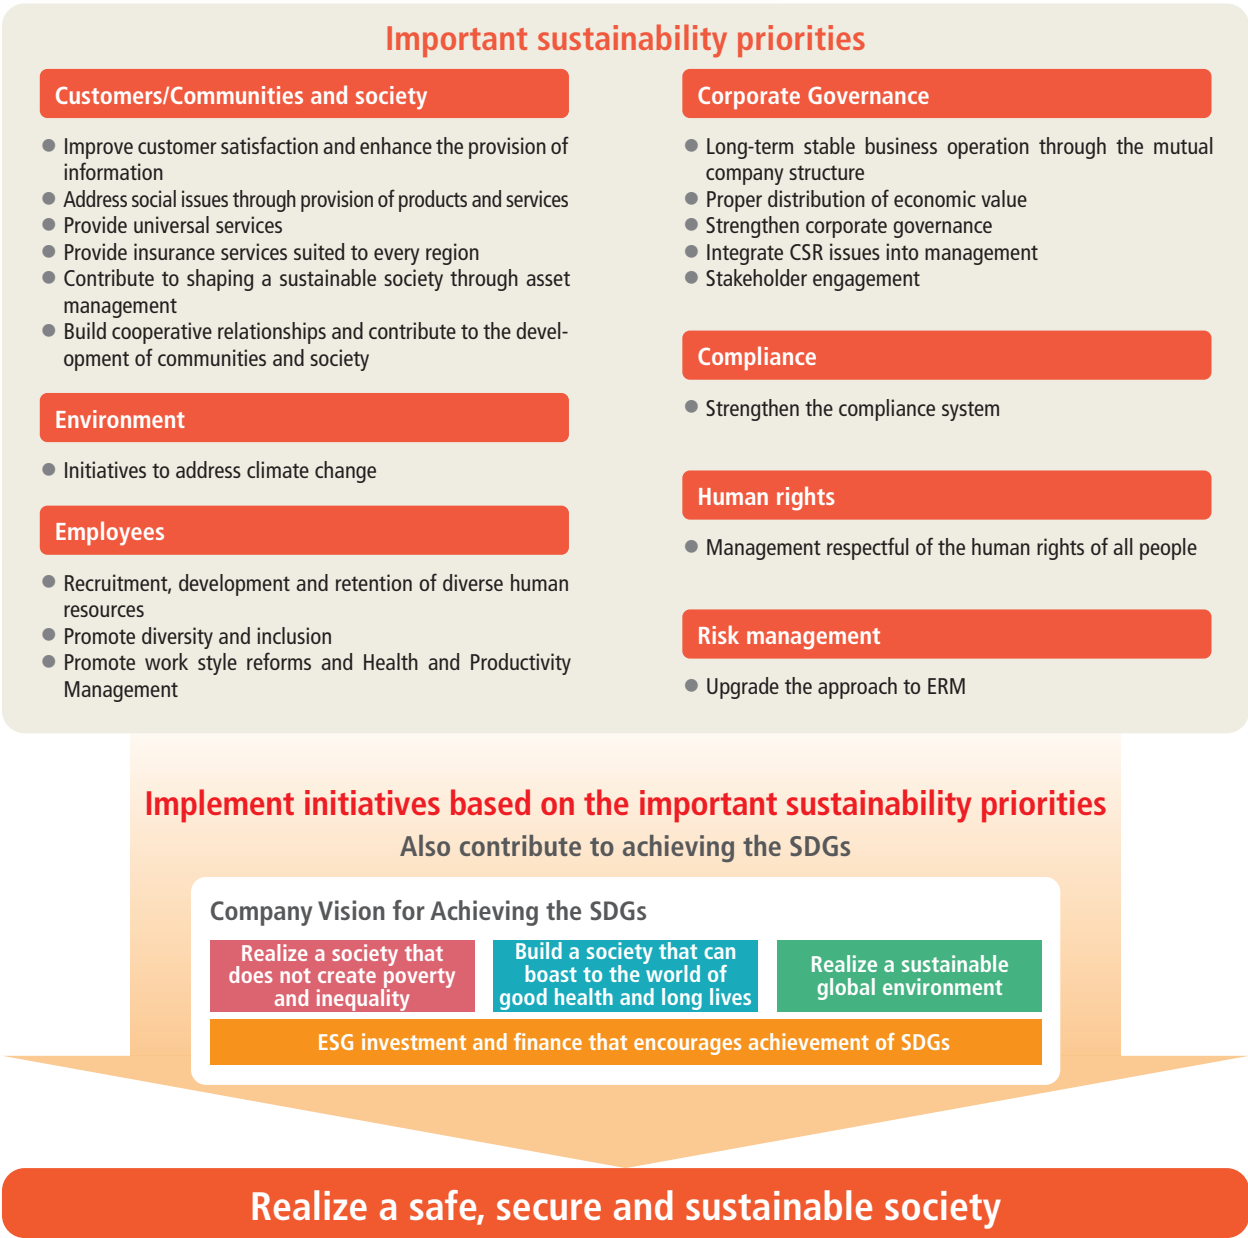 Important sustainability priorities
Customers/Communities and society
● Improve customer satisfaction and enhance the provision of
information
● Address social issues through provision of products and services
● Provide universal services
● Provide insurance services suited to every region
● Contribute to shaping a sustainable society through asset
management
● Build cooperative relationships and contribute to the devel-
opment of communities and society
Environment
● Initiatives to address climate change
Employees
● Recruitment, development and retention of diverse human
resources
● Promote diversity and inclusion
● Promote work style reforms and Health and Productivity
Management
Corporate Governance
● Long-term stable business operation through the mutual
company structure
● Proper distribution of economic value
● Strengthen corporate governance
● Integrate CSR issues into management
● Stakeholder engagement
Compliance
● Strengthen the compliance system
Human rights
● Management respectful of the human rights of all people
Risk management
● Upgrade the approach to ERM
Implement initiatives based on the important sustainability priorities
Also contribute to achieving the SDGs
Company Vision for Achieving the SDGs
Realize a society that
does not create poverty
and inequality
Build a society that can
boast to the world of
good health and long lives
Realize a sustainable
global environment
ESG investment and finance that encourages achievement of SDGs
Realize a safe, secure and sustainable society